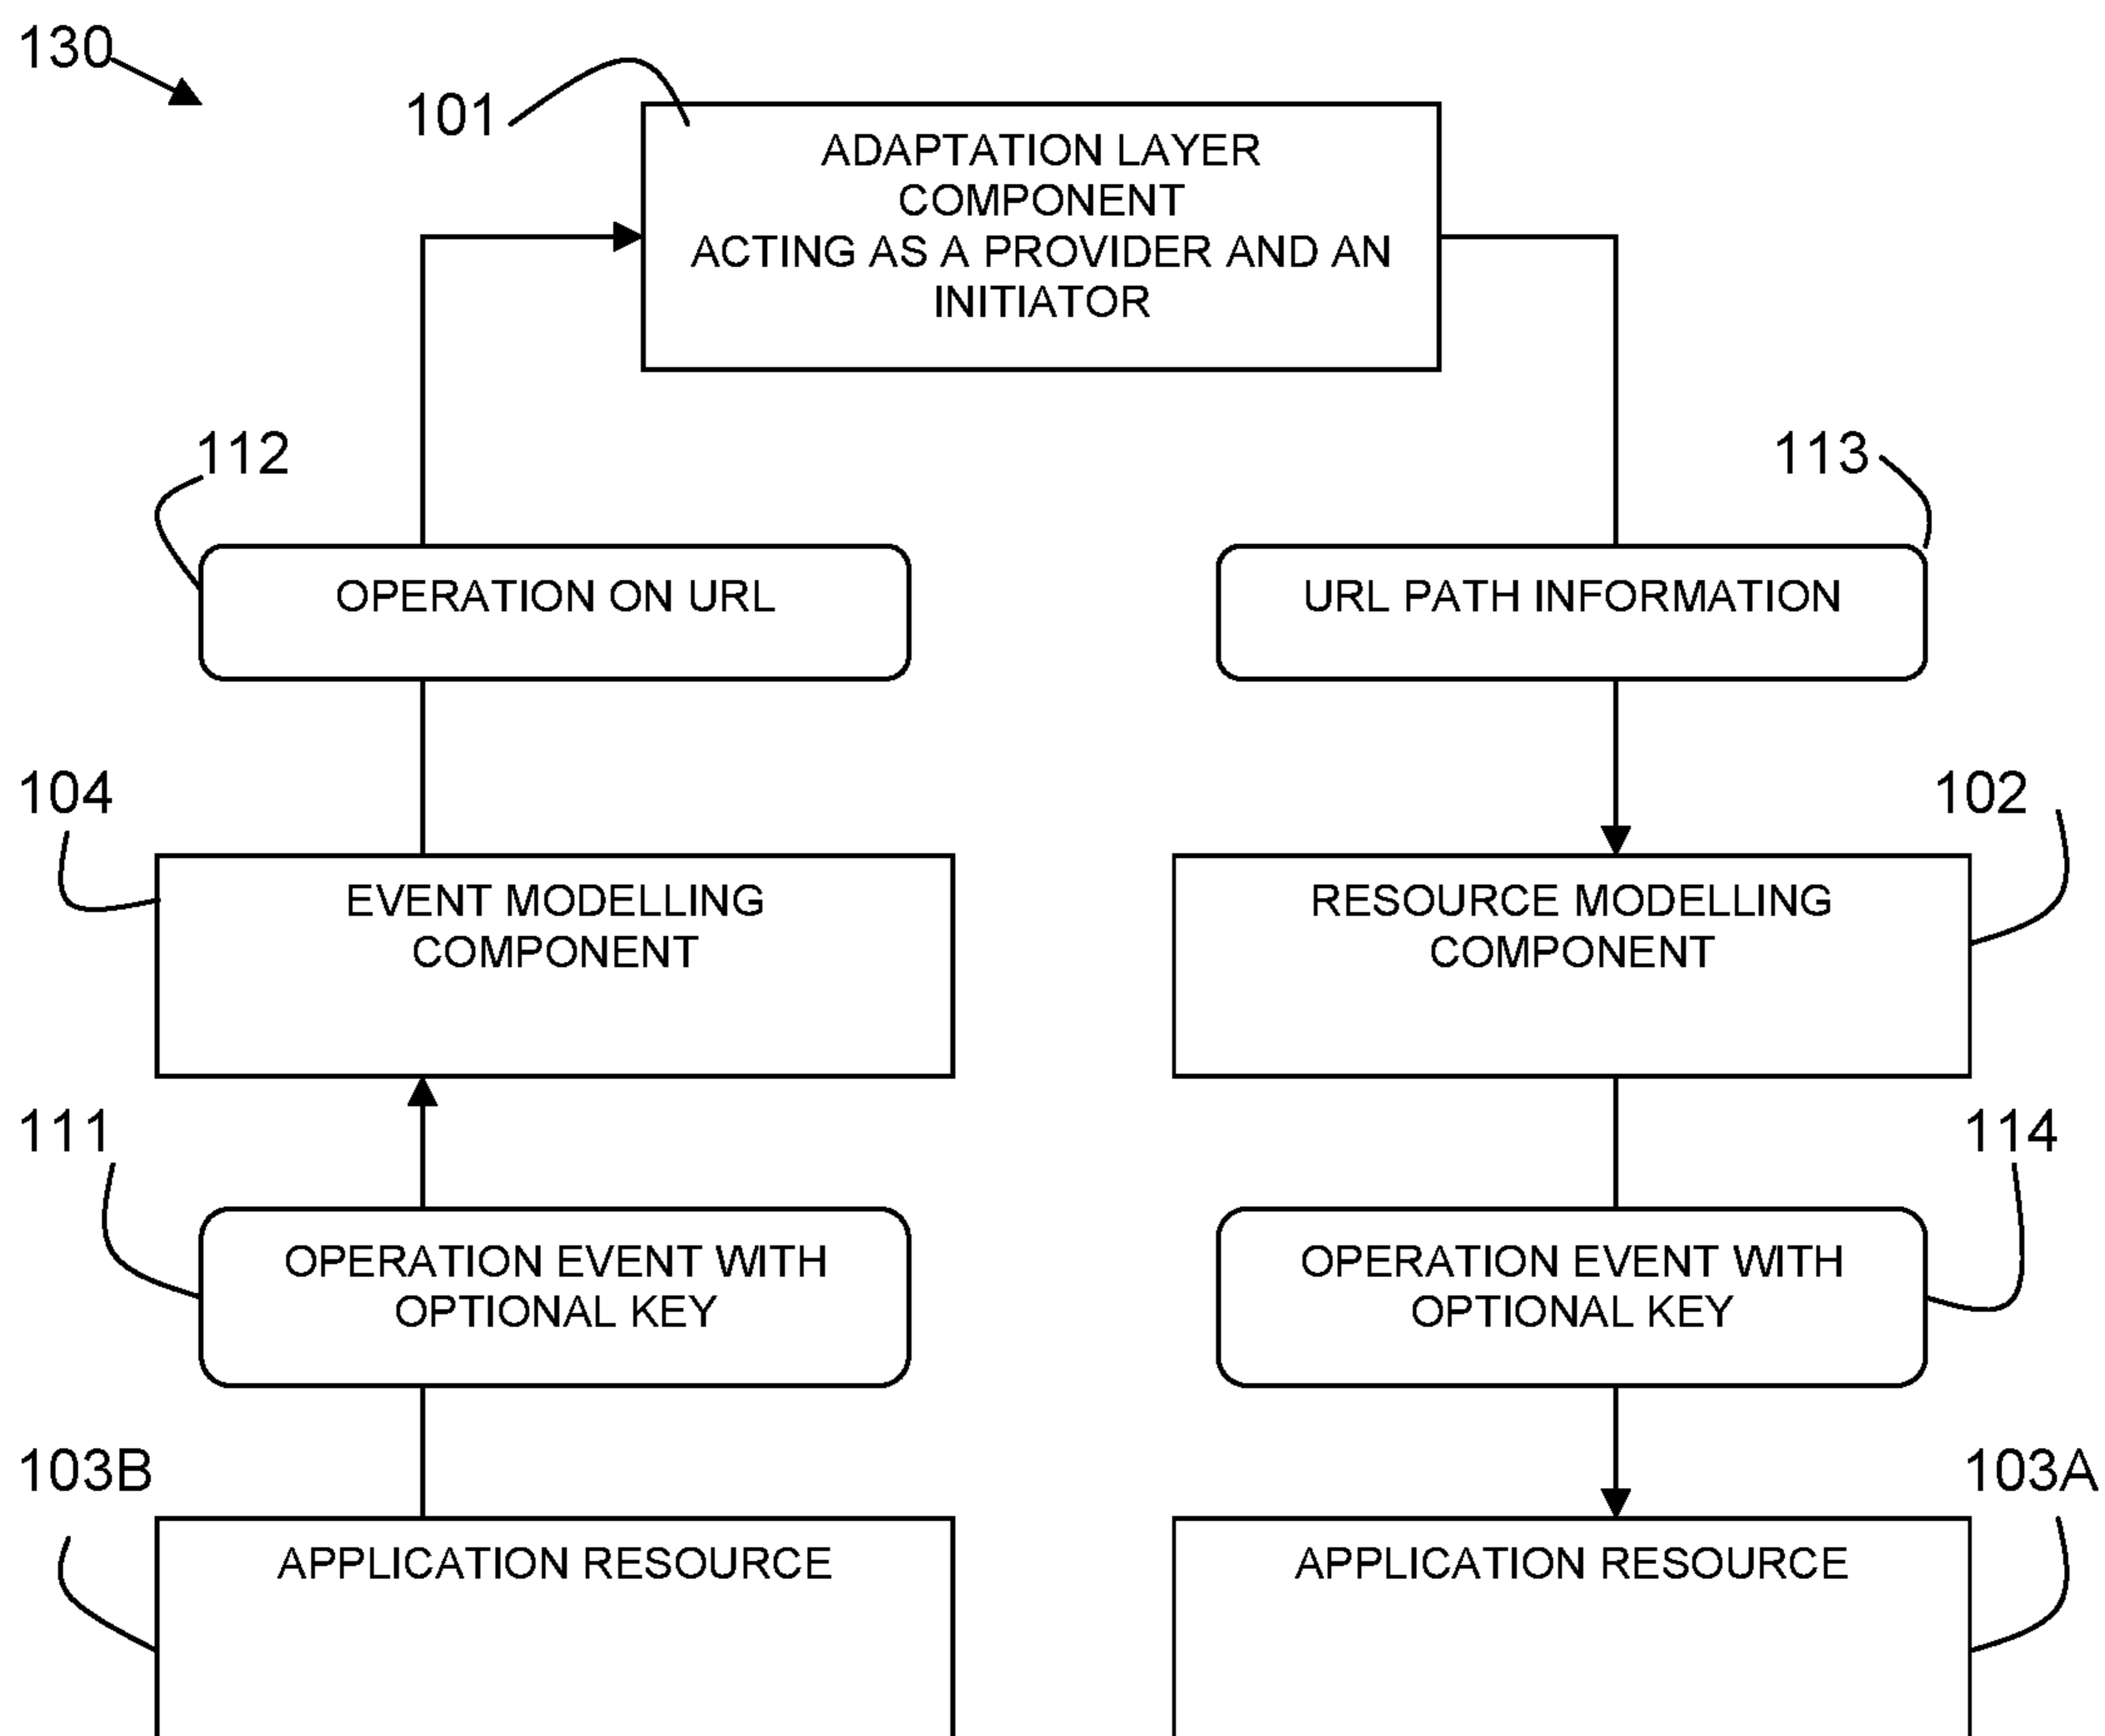 130
101
ADAPTATION LAYER
COMPONENT
ACTING AS A PROVIDER AND AN
INITIATOR
112
113
OPERATION ON URL
URL PATH INFORMATION
104
102
EVENT MODELLING
COMPONENT
RESOURCE MODELLING
COMPONENT
111
114
OPERATION EVENT WITH
OPTIONAL KEY
OPERATION EVENT WITH
OPTIONAL KEY
103B
103A
APPLICATION RESOURCE
APPLICATION RESOURCE